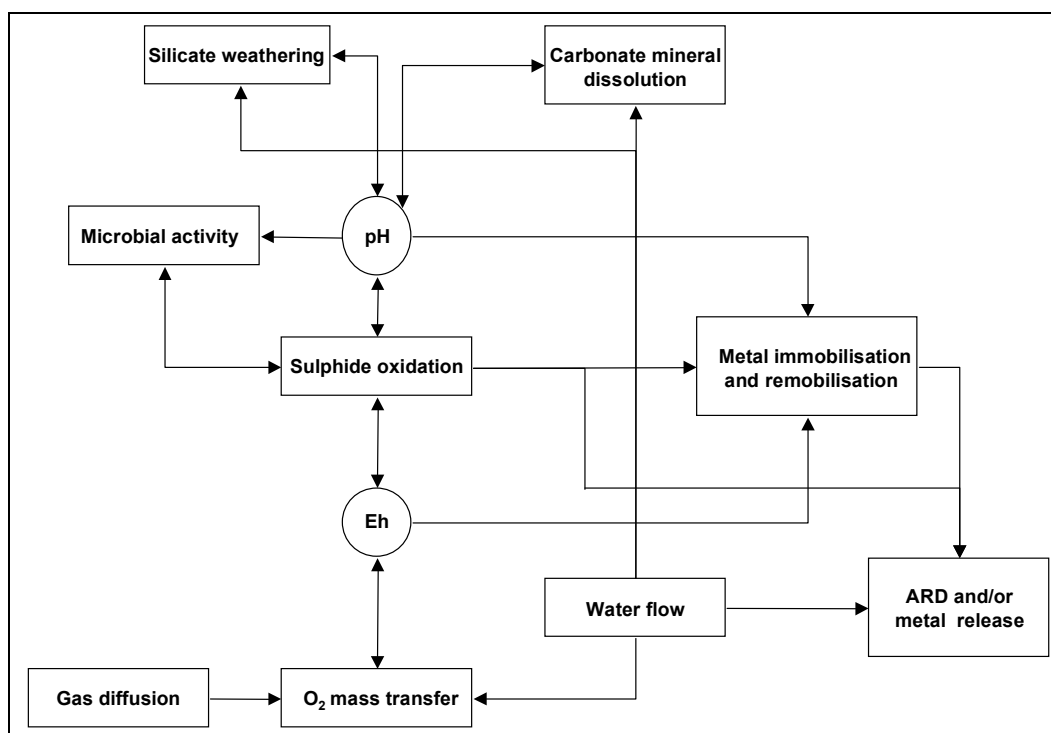 Silicate weathering
Carbonate mineral
dissolution
Microbial activity
pH
Sulphide oxidation
Metal immobilisation
and remobilisation
Eh
Water flow
ARD and/or
metal release
Gas diffusion
O₂ mass transfer